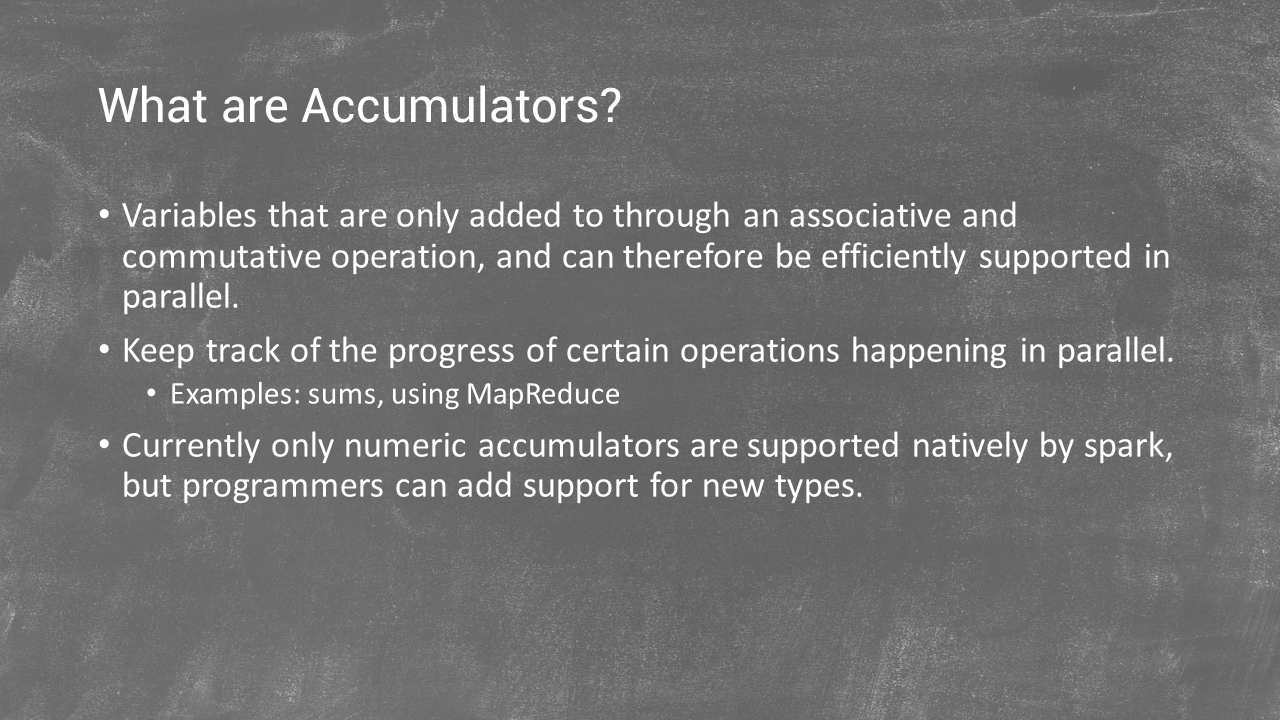 What are Accumulators?
• Variables that are only added to through an associative and
commutative operation, and can therefore be efficiently supported in
parallel.
• Keep track of the progress of certain operations happening in parallel.
• Examples: sums, using MapReduce
• Currently only numeric accumulators are supported natively by spark,
but programmers can add support for new types.